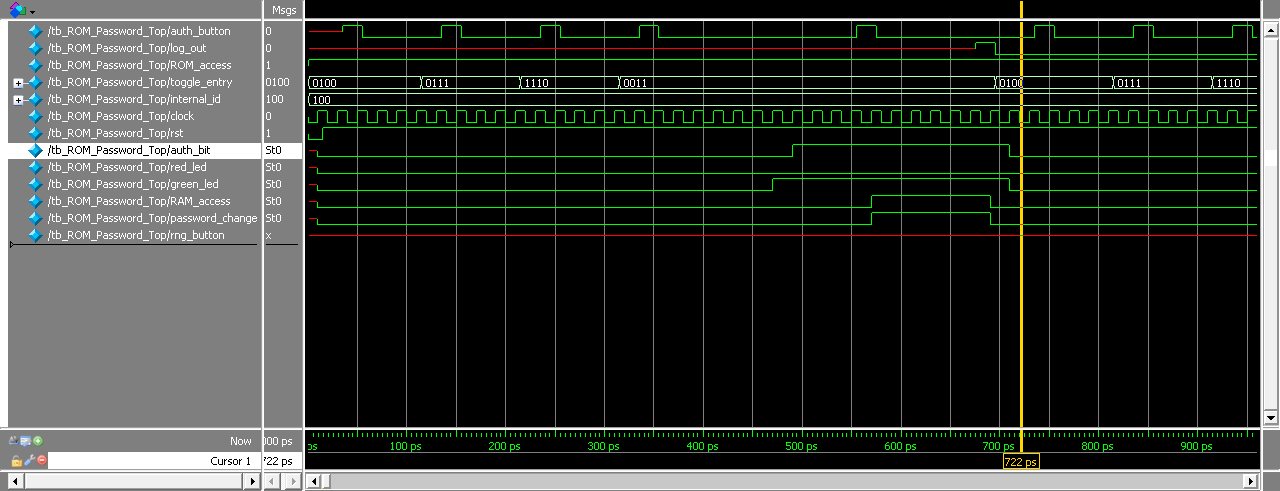 Msgs
/tb_ROM_Password_Top/auth_button 0
/tb_ROM_Password_Top/log_out 0
/tb_ROM_Password_Top/ROM_access 1
/tb_ROM_Password_Top/toggle_entry 0100 0100 0111 1110 0011 0100 0111 1110
/tb_ROM_Password_Top/internal_id 100 100
/tb_ROM_Password_Top/clock 0
/tb_ROM_Password_Top/rst 1
/tb_ROM_Password_Top/auth_bit St0
/tb_ROM_Password_Top/red_led St0
/tb_ROM_Password_Top/green_led St0
/tb_ROM_Password_Top/RAM_access St0
/tb_ROM_Password_Top/password_change St0
/tb_ROM_Password_Top/rng_button x
Now 000 ps ps 100 ps 200 ps 300 ps 400 ps 500 ps 600 ps 700 ps 800 ps 900 ps
Cursor 1 722 ps 722 ps